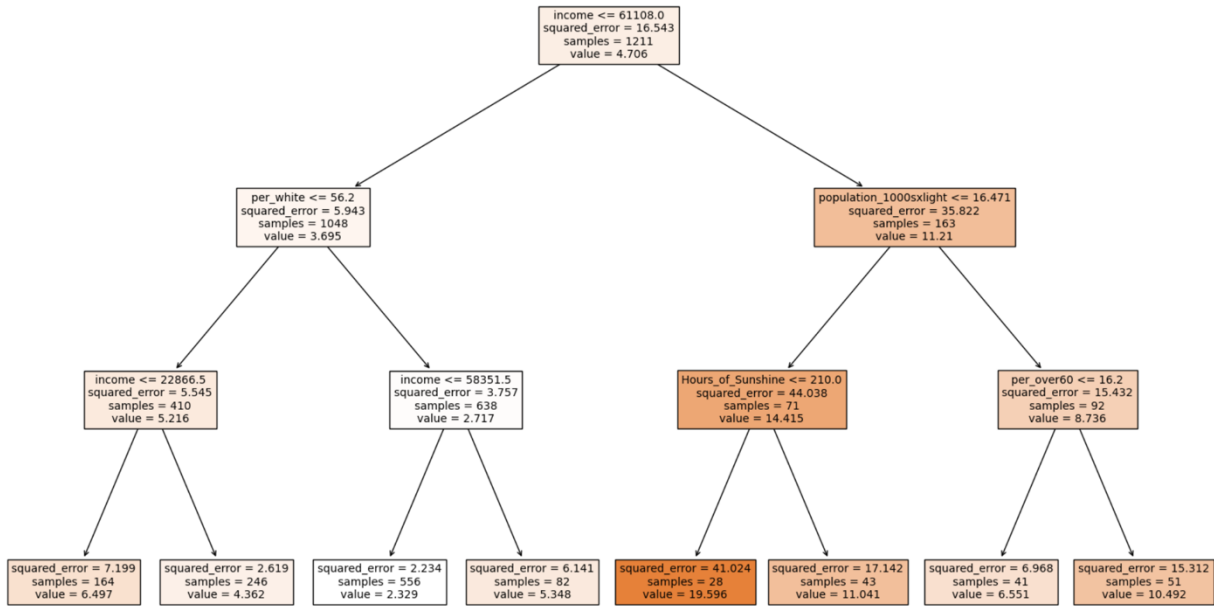 income <= 61108.0
squared_error = 16.543
samples = 1211
value = 4.706
per_white <= 56.2
squared_error = 5.943
samples = 1048
value = 3.695
population_1000sxlight <= 16.471
squared_error = 35.822
samples = 163
value = 11.21
income <= 22866.5
squared_error = 5.545
samples = 410
value = 5.216
income <= 58351.5
squared_error = 3.757
samples = 638
value = 2.717
Hours_of_Sunshine <= 210.0
squared_error = 44.038
samples = 71
value = 14.415
per_over60 <= 16.2
squared_error = 15.432
samples = 92
value = 8.736
squared_error = 7.199
samples = 164
value = 6.497
squared_error = 2.619
samples = 246
value = 4.362
squared_error = 2.234
samples = 556
value = 2.329
squared_error = 6.141
samples = 82
value = 5.348
squared_error = 41.024
samples = 28
value = 19.596
squared_error = 17.142
samples = 43
value = 11.041
squared_error = 6.968
samples = 41
value = 6.551
squared_error = 15.312
samples = 51
value = 10.492